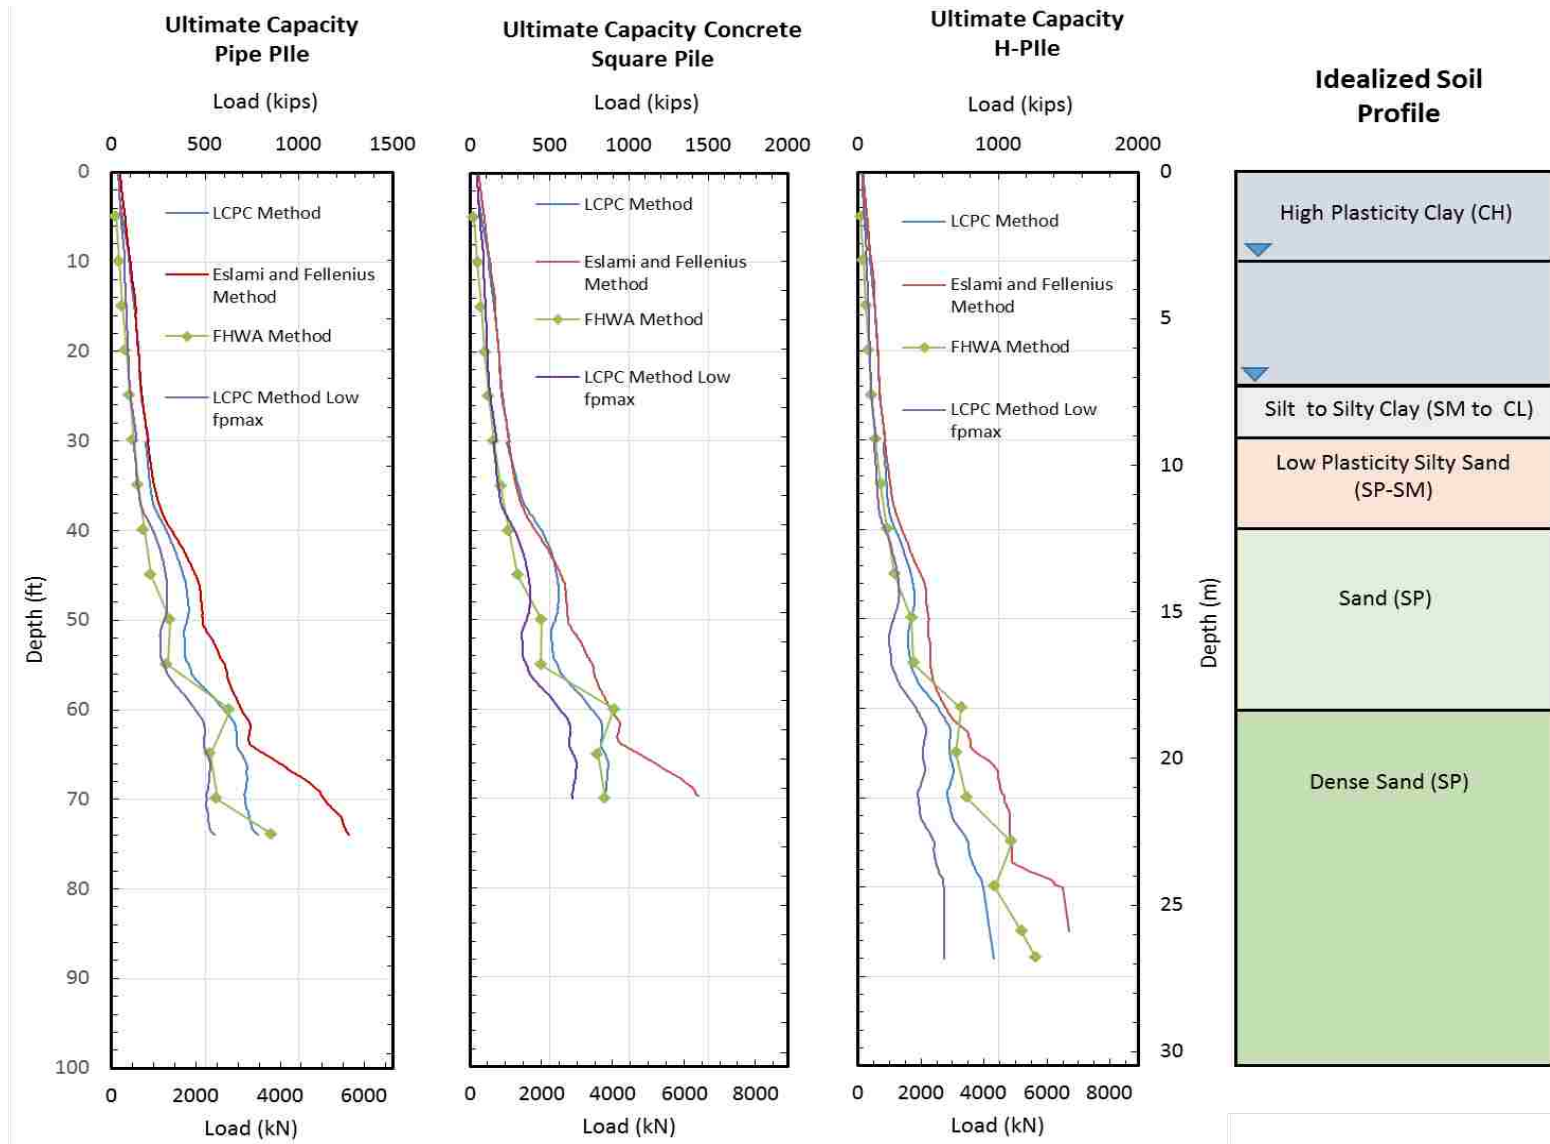 Ultimate Capacity
Pipe PIle
Load (kips)
0 500 1000 1500
0
10
20
30
40
50
60
70
80
90
100
Depth (ft)
LCPC Method
Eslami and Fellenius
Method
FHWA Method
LCPC Method Low
fpmax
0 2000 4000 6000
Load (kN)
Ultimate Capacity Concrete
Square Pile
Load (kips)
0 500 1000 1500 2000
LCPC Method
Eslami and Fellenius
Method
FHWA Method
LCPC Method Low
fpmax
0 2000 4000 6000 8000
Load (kN)
Ultimate Capacity
H-PIle
Load (kips)
0 1000 2000
LCPC Method
Eslami and Fellenius
Method
FHWA Method
LCPC Method Low
fpmax
0 2000 4000 6000 8000
Load (kN)
0
5
10
15
20
25
30
Depth (m)
Idealized Soil
Profile
High Plasticity Clay (CH)
Silt to Silty Clay (SM to CL)
Low Plasticity Silty Sand
(SP-SM)
Sand (SP)
Dense Sand (SP)